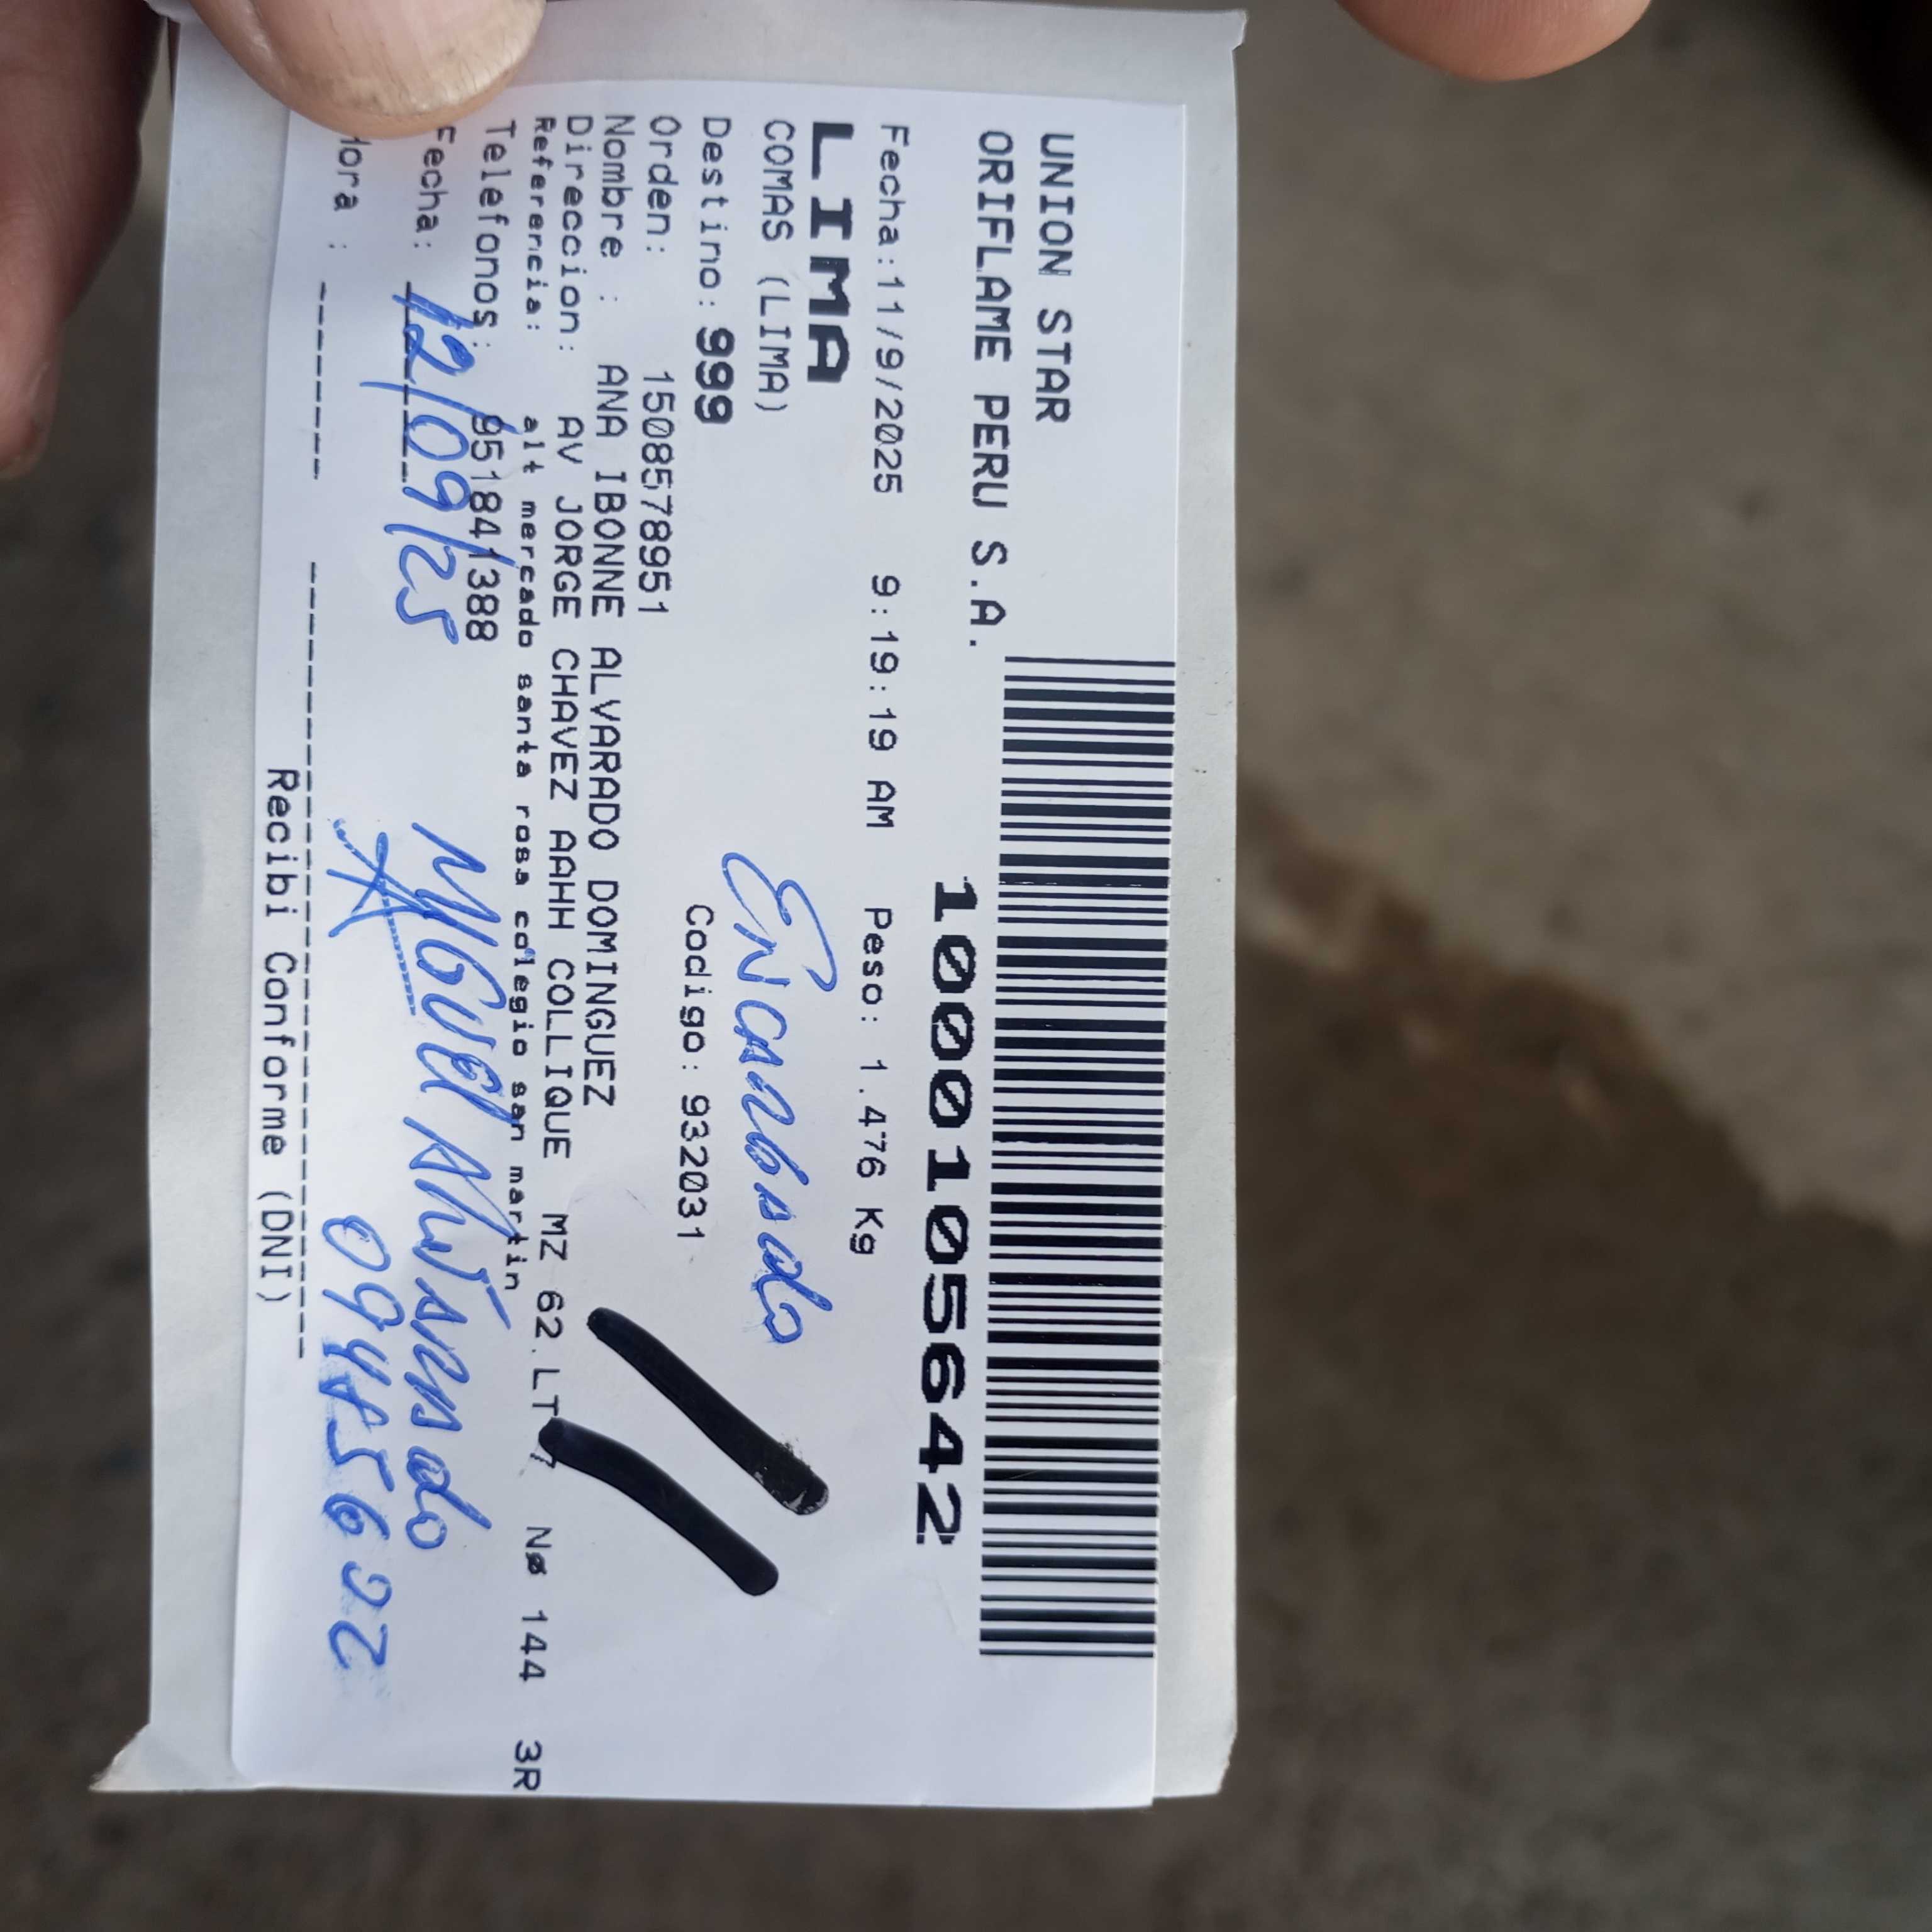 UNION STAR
ORIFLAME PERU S.A.
1000105642
Fecha:11/9/2025 9:19:19 AM Peso: 1.476 Kg
LIMA
COMAS (LIMA)
Encargado
Destino: 999 Codigo: 932031
Orden: 1508578951
Nombre : ANA IBONNE ALVARADO DOMINGUEZ
Direccion: AV JORGE CHAVEZ AAHH COLLIQUE MZ 62.LT 7 Nø 144 3R
Referencia: alt mercado santa rosa colegio san martin
Telefonos: 951841388
Fecha: 12/09/25 Miguel Alvarado
Hora :
Recibi Conforme (DNI)